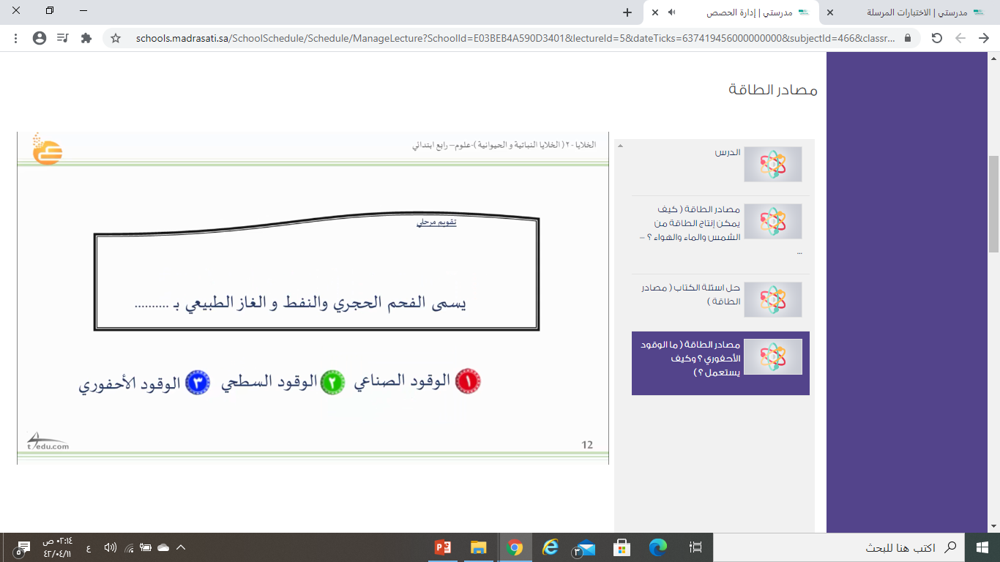 مدرستي | الاختبارات المرسلة
مدرستي | إدارة الحصص
schools.madrasati.sa/SchoolSchedule/Schedule/ManageLecture?SchoolId=E03BEB4A590D3401&lectureId=5&dateTicks=637419456000000000&subjectId=466&classr...
مصادر الطاقة
الدرس
مصادر الطاقة ( كيف
يمكن إنتاج الطاقة من
الشمس والماء والهواء ؟ –
...
حل اسئلة الكتاب ( مصادر
الطاقة )
مصادر الطاقة ( ما الوقود
الأحفوري ؟ وكيف
يستعمل ؟ )
الخلايا - ٢ ( الخلايا النباتية و الحيوانية )-علوم– رابع ابتدائي
تقويم مرحلي
يسمى الفحم الحجري والنفط و الغاز الطبيعي بـ ..........
١ الوقود الصناعي ٢ الوقود السطحي ٣ الوقود الأحفوري
t4edu.com
12
اكتب هنا للبحث
٣
ع
٠٢:١٤ ص
٤٢/٠٤/١١
٥